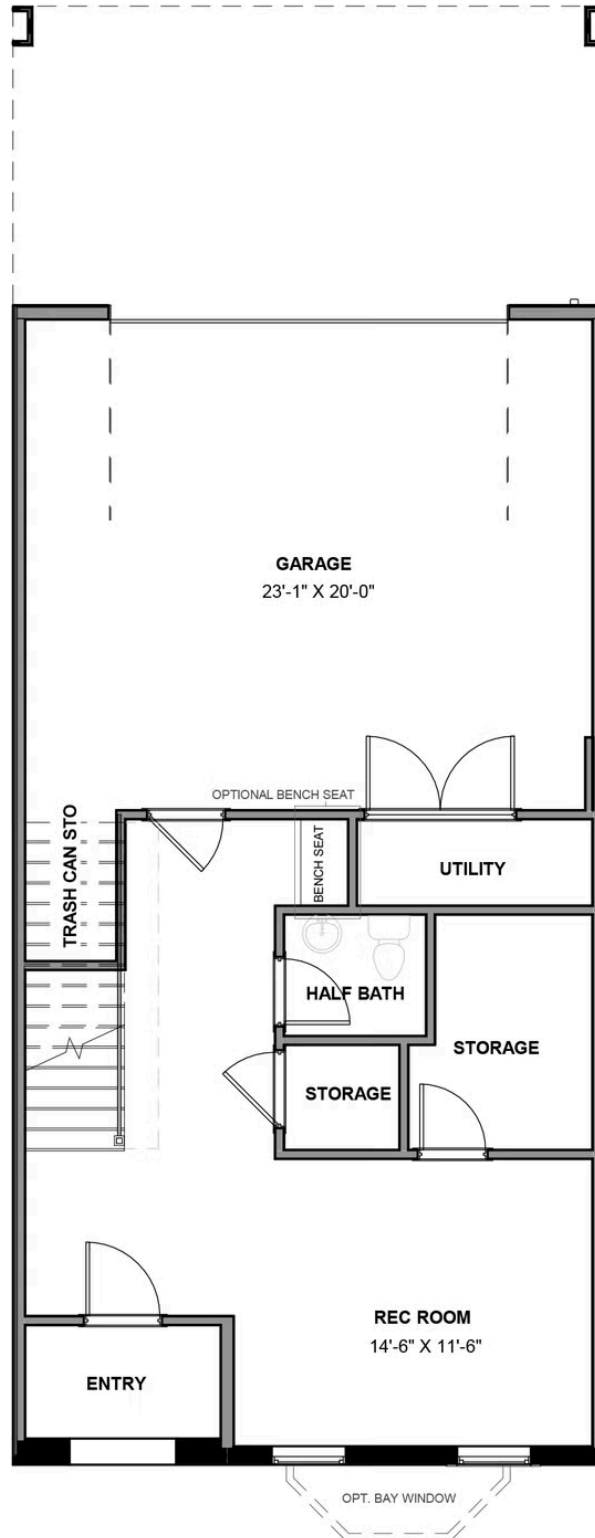 GARAGE
23'-1" X 20'-0"
OPTIONAL BENCH SEAT
TRASH CAN STO
BENCH SEAT
UTILITY
HALF BATH
STORAGE
STORAGE
REC ROOM
14'-6" X 11'-6"
ENTRY
OPT. BAY WINDOW